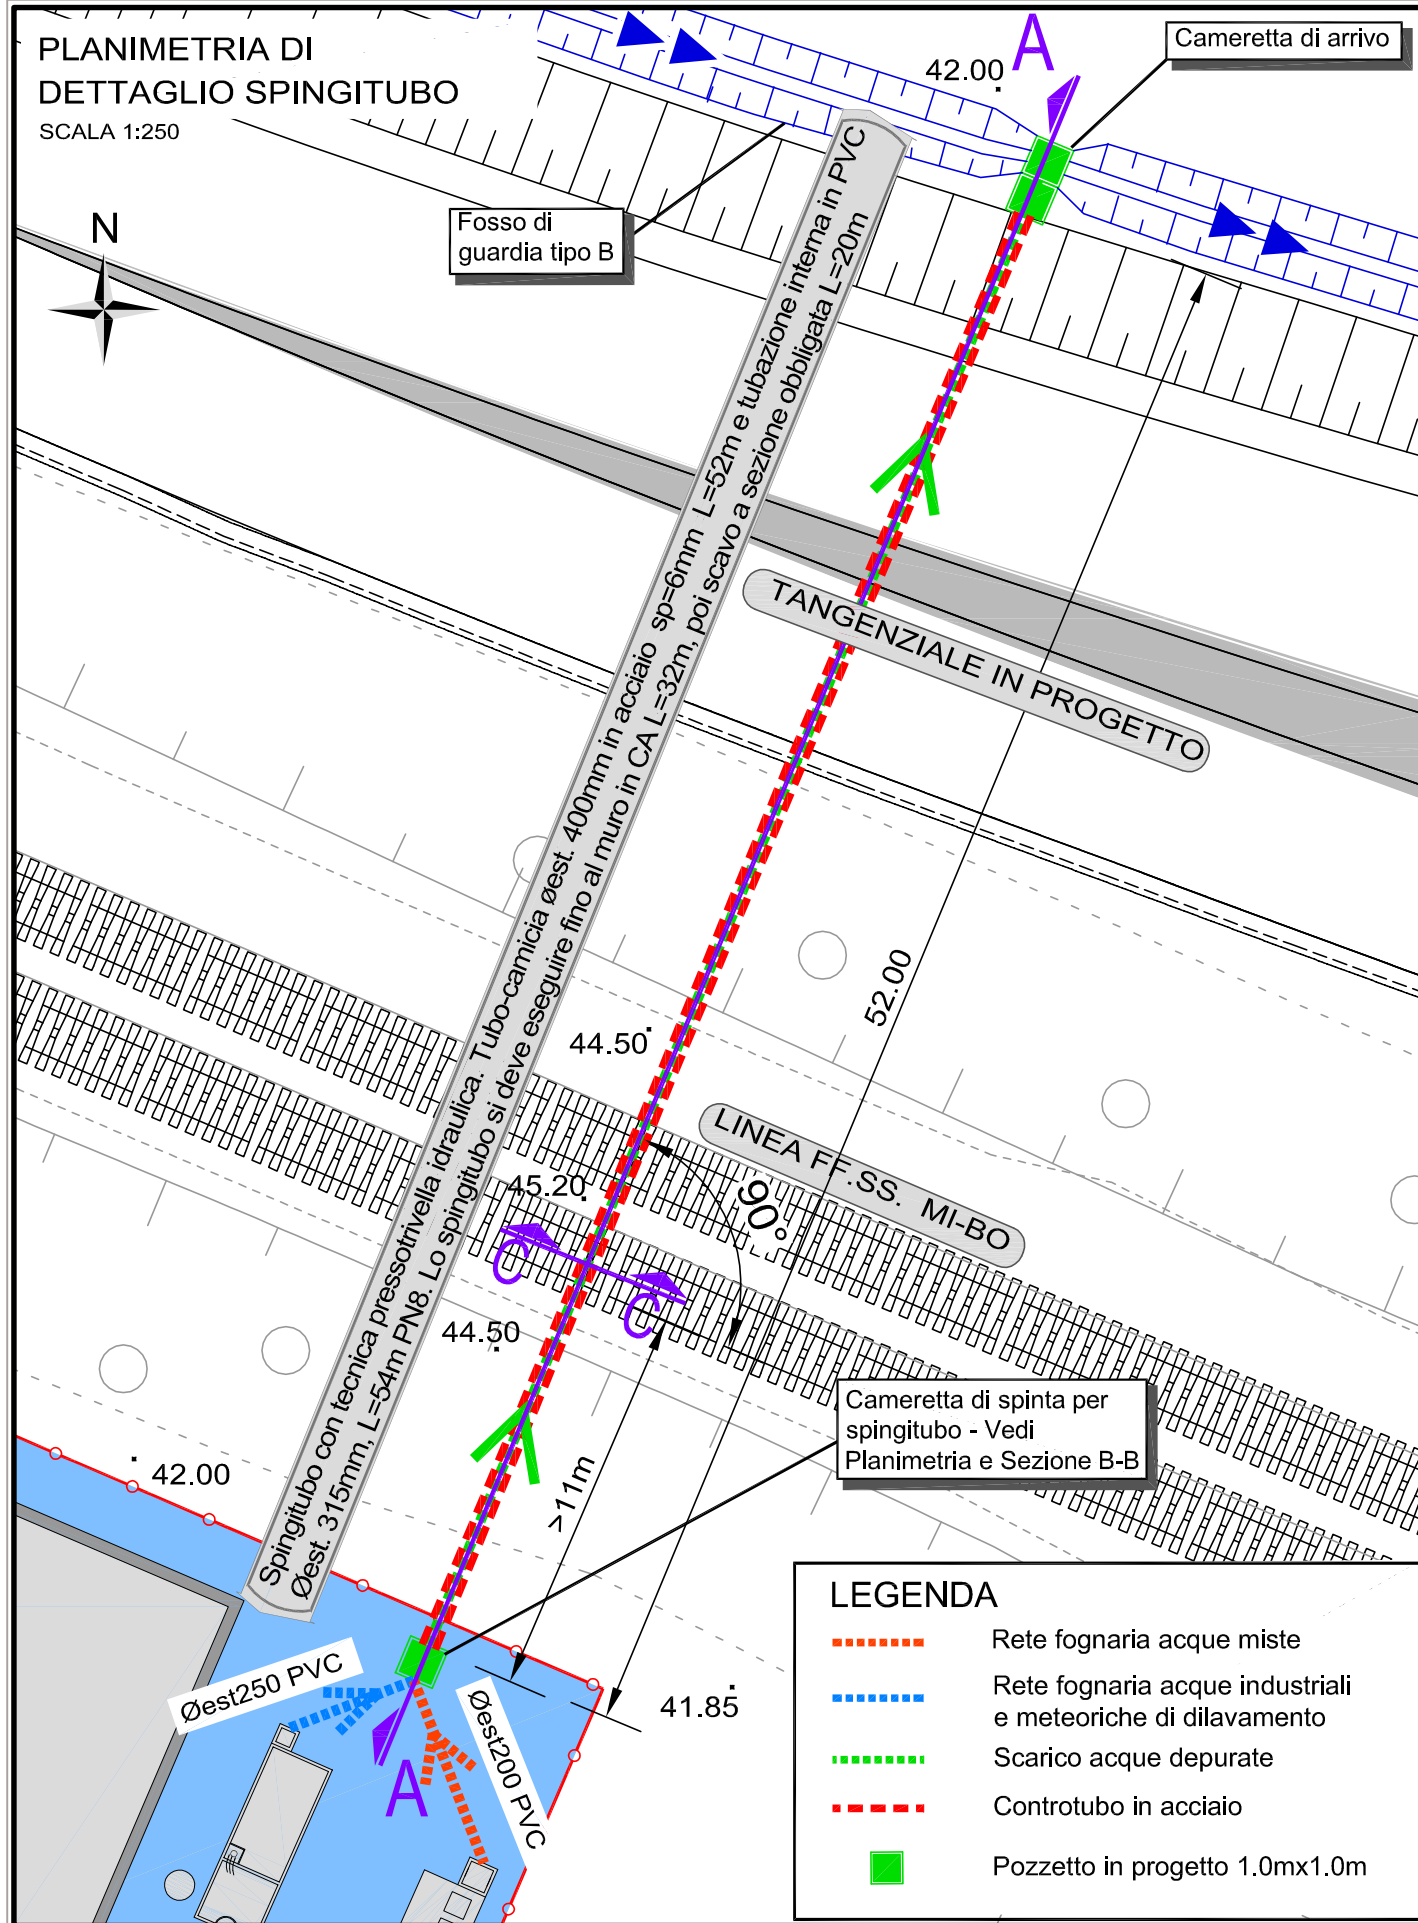 PLANIMETRIA DI
DETTAGLIO SPINGITUBO
SCALA 1:250
A
42.00
Cameretta di arrivo
Fosso di
guardia tipo B
N
Spingitubo con tecnica pressotrivella idraulica. Tubo-camicia øest. 400mm in acciaio sp=6mm L=52m e tubazione interna in PVC
Øest. 315mm, L=54m PN8. Lo spingitubo si deve eseguire fino al muro in CA L=32m, poi scavo a sezione obbligata L=20m
TANGENZIALE IN PROGETTO
52.00
44.50
LINEA FF.SS. MI-BO
45.20
90°
C
C
44.50
Cameretta di spinta per
spingitubo - Vedi
Planimetria e Sezione B-B
42.00
>11m
Øest250 PVC
Øest200 PVC
41.85
A
LEGENDA
Rete fognaria acque miste
Rete fognaria acque industriali
e meteoriche di dilavamento
Scarico acque depurate
Controtubo in acciaio
Pozzetto in progetto 1.0mx1.0m